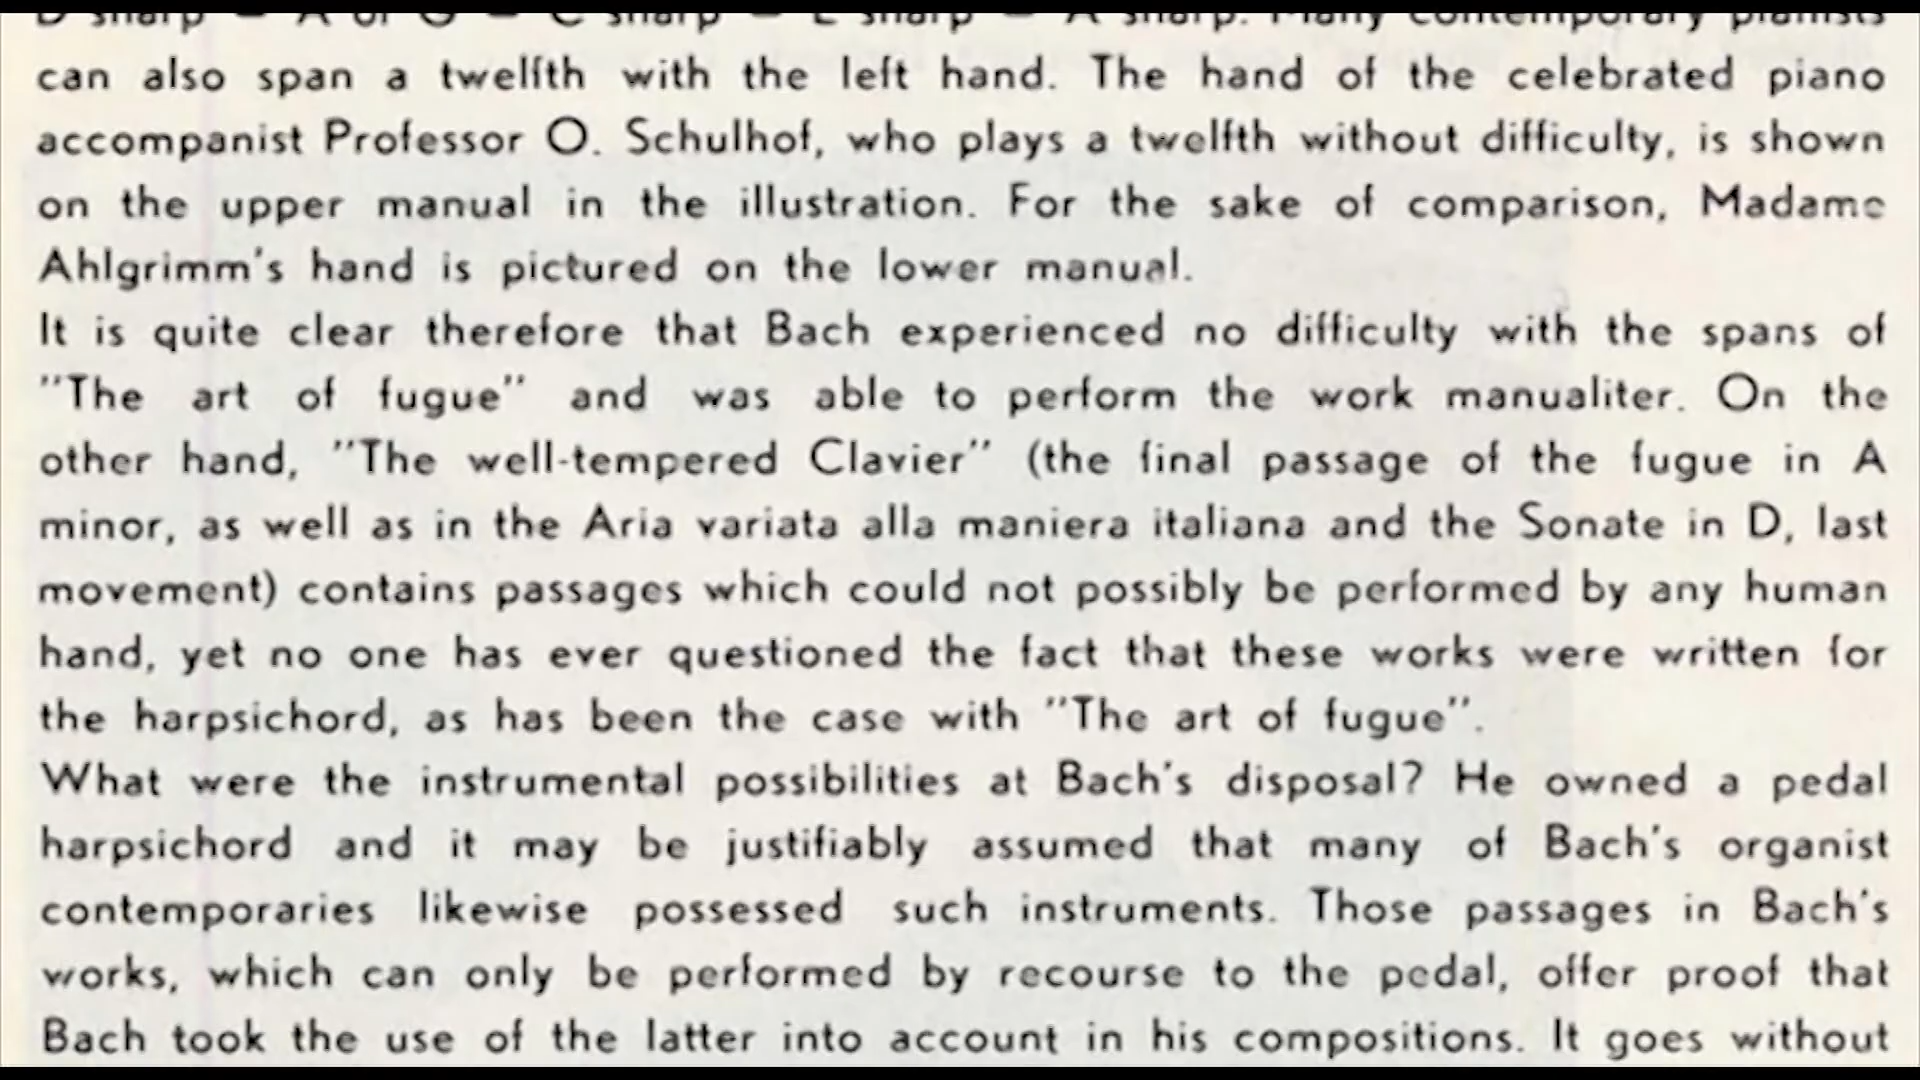 D sharp — A or G — C sharp — E sharp — A sharp. Many contemporary pianists
can also span a twelfth with the left hand. The hand of the celebrated piano
accompanist Professor O. Schulhof, who plays a twelfth without difficulty, is shown
on the upper manual in the illustration. For the sake of comparison, Madame
Ahlgrimm's hand is pictured on the lower manual.
It is quite clear therefore that Bach experienced no difficulty with the spans of
"The art of fugue" and was able to perform the work manualiter. On the
other hand, "The well-tempered Clavier" (the final passage of the fugue in A
minor, as well as in the Aria variata alla maniera italiana and the Sonate in D, last
movement) contains passages which could not possibly be performed by any human
hand, yet no one has ever questioned the fact that these works were written for
the harpsichord, as has been the case with "The art of fugue".
What were the instrumental possibilities at Bach's disposal? He owned a pedal
harpsichord and it may be justifiably assumed that many of Bach's organist
contemporaries likewise possessed such instruments. Those passages in Bach's
works, which can only be performed by recourse to the pedal, offer proof that
Bach took the use of the latter into account in his compositions. It goes without